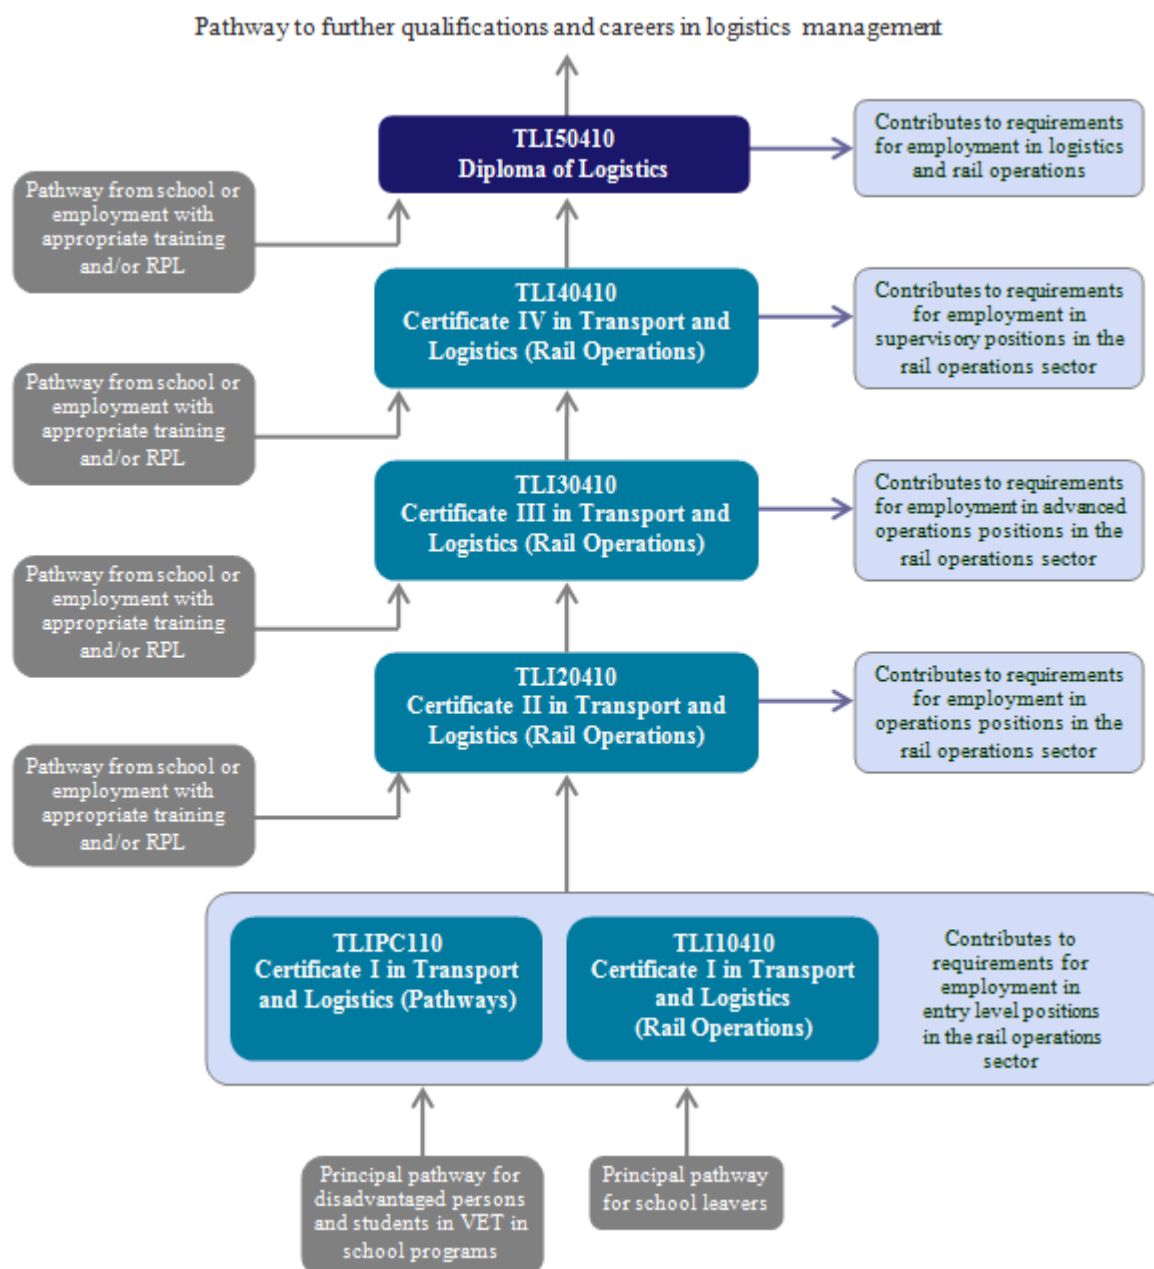 Pathway to further qualifications and careers in logistics management
TLI50410
Diploma of Logistics
Contributes to requirements
for employment in logistics
and rail operations
Pathway from school or
employment with
appropriate training
and/or RPL
TLI40410
Certificate IV in Transport and
Logistics (Rail Operations)
Contributes to requirements
for employment in
supervisory positions in the
rail operations sector
Pathway from school or
employment with
appropriate training
and/or RPL
TLI30410
Certificate III in Transport and
Logistics (Rail Operations)
Contributes to requirements
for employment in advanced
operations positions in the
rail operations sector
Pathway from school or
employment with
appropriate training
and/or RPL
TLI20410
Certificate II in Transport and
Logistics (Rail Operations)
Contributes to requirements
for employment in
operations positions in the
rail operations sector
Pathway from school or
employment with
appropriate training
and/or RPL
TLIPC110
Certificate I in Transport
and Logistics (Pathways)
TLI10410
Certificate I in Transport
and Logistics
(Rail Operations)
Contributes to
requirements for
employment in
entry level positions
in the rail operations
sector
Principal pathway for
disadvantaged persons
and students in VET in
school programs
Principal pathway
for school leavers